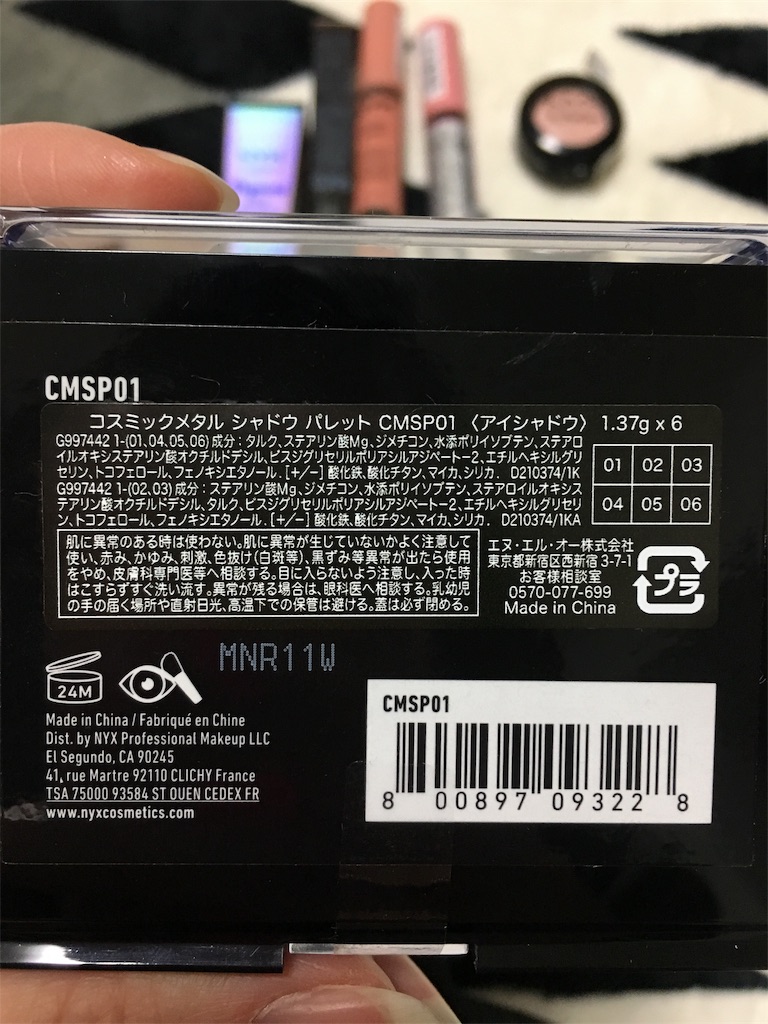 CMSP01
コスミックメタル シャドウ パレット CMSP01 〈アイシャドウ〉 1.37g x 6
G997442 1-(01,04,05,06) 成分：タルク、ステアリン酸Mg、ジメチコン、水添ポリイソブテン、ステアロ
イルオキシステアリン酸オクチルドデシル、ビスジグリセリルポリアシルアジペート-2、エチルヘキシルグリ
セリン、トコフェロール、フェノキシエタノール、[+/-] 酸化鉄、酸化チタン、マイカ、シリカ. D210374/1K
G997442 1-(02,03) 成分：ステアリン酸Mg、ジメチコン、水添ポリイソブテン、ステアロイルオキシス
テアリン酸オクチルドデシル、タルク、ビスジグリセリルポリアシルアジペート-2、エチルヘキシルグリセリ
ン、トコフェロール、フェノキシエタノール、[+/-] 酸化鉄、酸化チタン、マイカ、シリカ. D210374/1KA
01 02 03
04 05 06
肌に異常のある時は使わない。肌に異常が生じていないかよく注意して
使い、赤み、かゆみ、刺激、色抜け(白斑等)、黒ずみ等異常が出たら使用
をやめ、皮膚科専門医等へ相談する。目に入らないよう注意し、入った時
はこすらずすぐ洗い流す。異常が残る場合は、眼科医へ相談する。乳幼児
の手の届く場所や直射日光、高温下での保管は避ける。蓋は必ず閉める。
エヌ・エル・オー株式会社
東京都新宿区西新宿 3-7-1
お客様相談室
0570-077-699
Made in China
プラ
MNR11W
24M
Made in China / Fabriqué en Chine
Dist. by NYX Professional Makeup LLC
El Segundo, CA 90245
41, rue Martre 92110 CLICHY France
TSA 75000 93584 ST OUEN CEDEX FR
www.nyxcosmetics.com
CMSP01
8 00897 09322 8